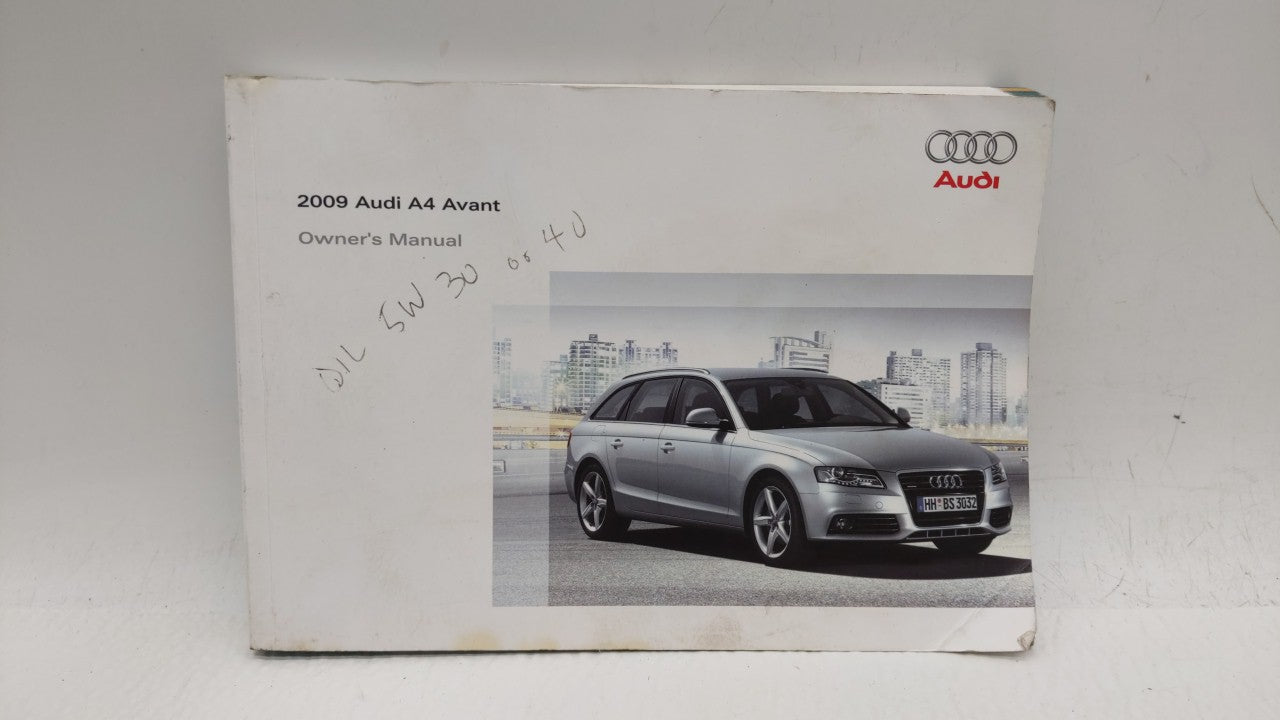 Audi
2009 Audi A4 Avant
Owner's Manual
OIL 5W 30 or 40
HH BS 3032